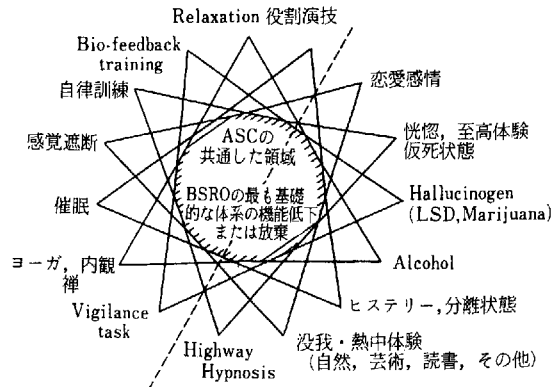 Relaxation 役割演技
Bio-feedback
training
恋愛感情
自律訓練
恍惚，至高体験
仮死状態
感覚遮断
ASCの
共通した領域
BSROの最も基礎
的な体系の機能低下
または放棄
催眠
Hallucinogen
(LSD,Marijuana)
ヨーガ，内観
禅
Alcohol
Vigilance
task
ヒステリー,分離状態
Highway
Hypnosis
没我・熱中体験
(自然，芸術，読書，その他)